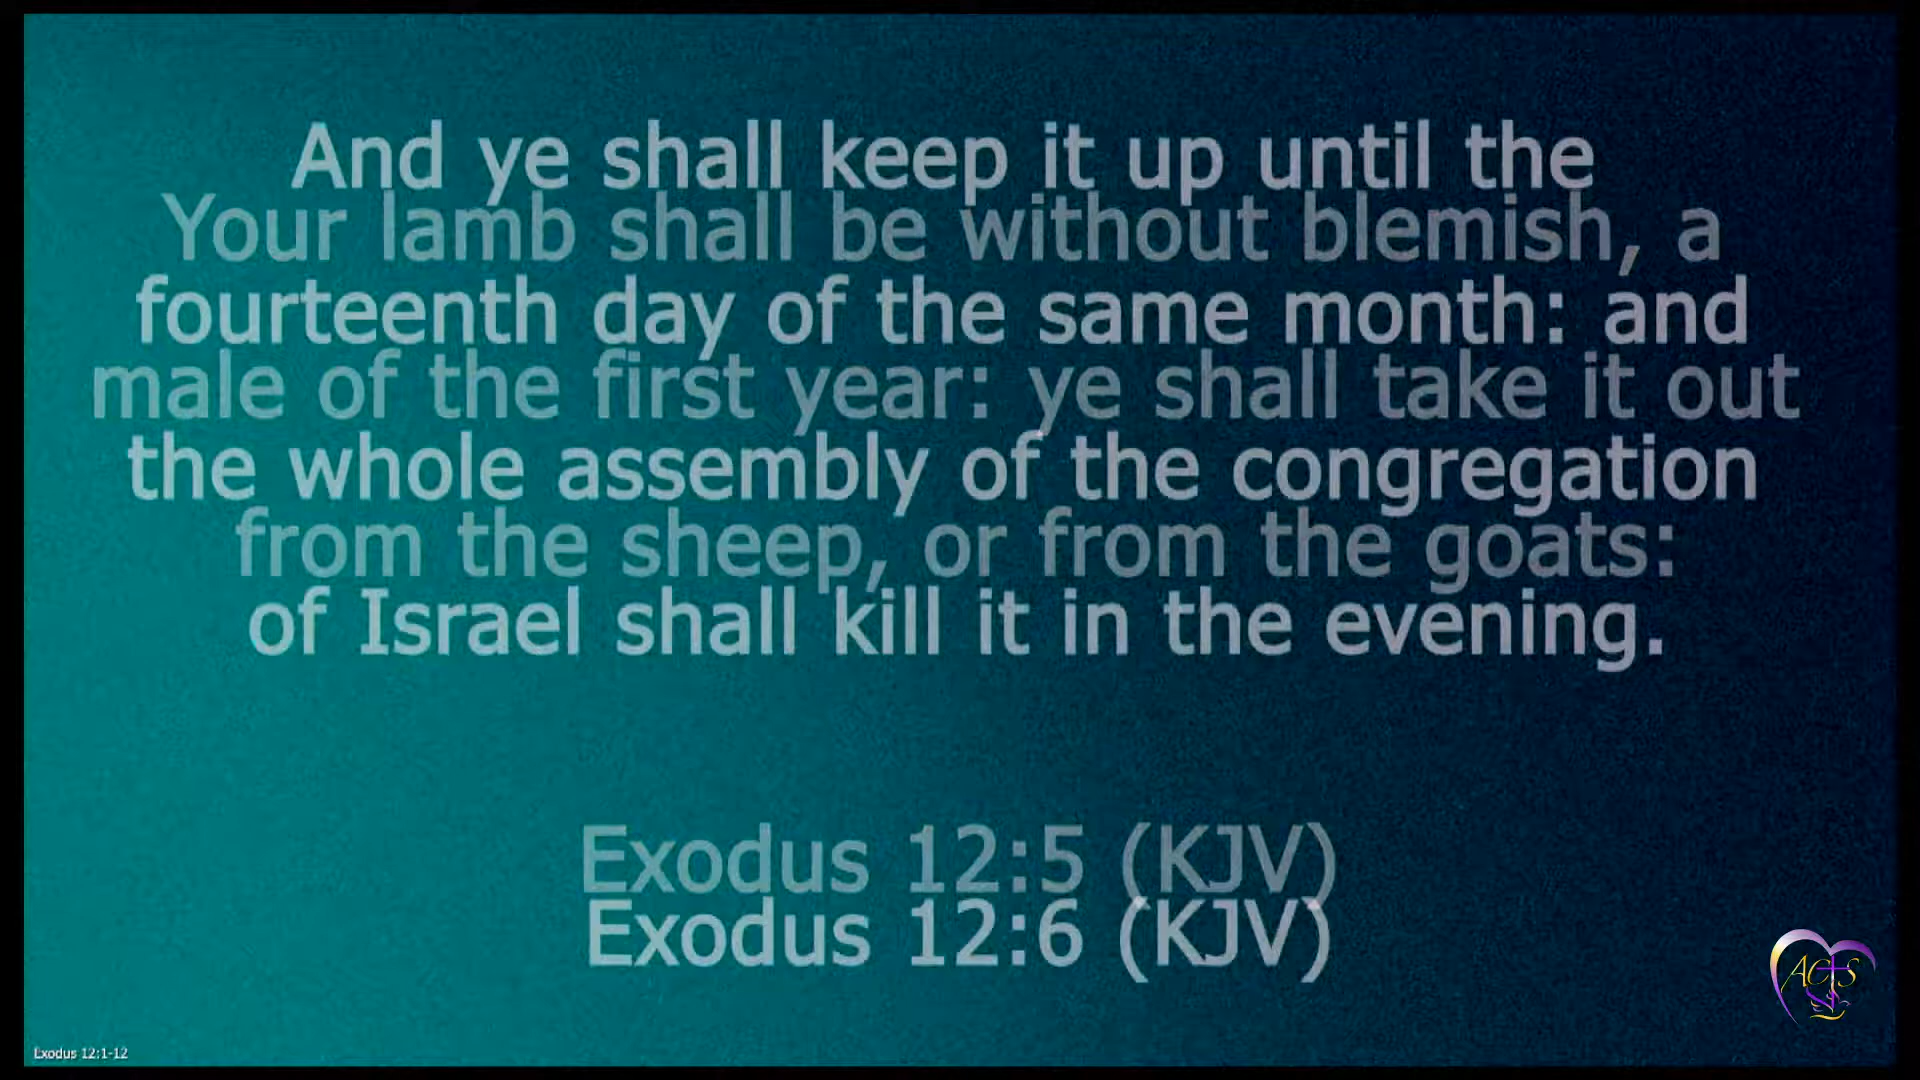 And ye shall keep it up until the
Your lamb shall be without blemish, a
fourteenth day of the same month: and
male of the first year: ye shall take it out
the whole assembly of the congregation
from the sheep, or from the goats:
of Israel shall kill it in the evening.
Exodus 12:5 (KJV)
Exodus 12:6 (KJV)
ACTS
Exodus 12:1-12